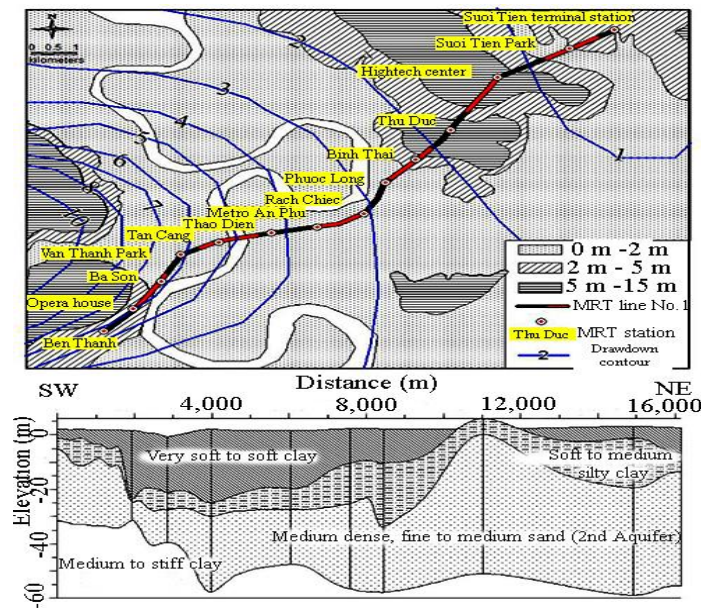 N
0 0.5 1
kilometers
Suoi Tien terminal station
Suoi Tien Park
Hightech center
Thu Duc
Binh Thai
Phuoc Long
Rach Chiec
Metro An Phu
Thao Dien
Tan Cang
Van Thanh Park
Ba Son
Opera house
Ben Thanh
1
2
3
4
5
6
7
8
0 m -2 m
2 m - 5 m
5 m -15 m
MRT line No.1
Thu Duc MRT station
2 Drawdown
contour
SW Distance (m) NE
4,000 8,000 12,000 16,000
Elevation (m)
0
-20
-40
-60
Very soft to soft clay
Soft to medium
silty clay
Medium dense, fine to medium sand (2nd Aquifer)
Medium to stiff clay